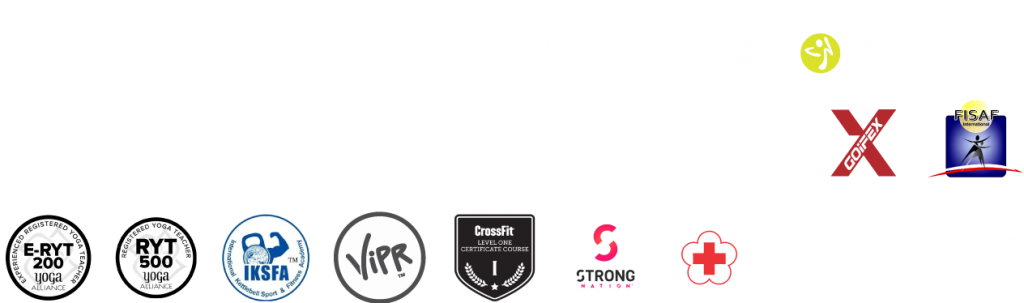 GOiFEX
FISAF
International
EXPERIENCED REGISTERED YOGA TEACHER
E-RYT
200
yoga
ALLIANCE
REGISTERED YOGA TEACHER
RYT
500
yoga
ALLIANCE
International Kettlebell Sport & Fitness Academy
IKSFA
TM
ViPR
TM
CrossFit
LEVEL ONE
CERTIFICATE COURSE
I
STRONG
NATION